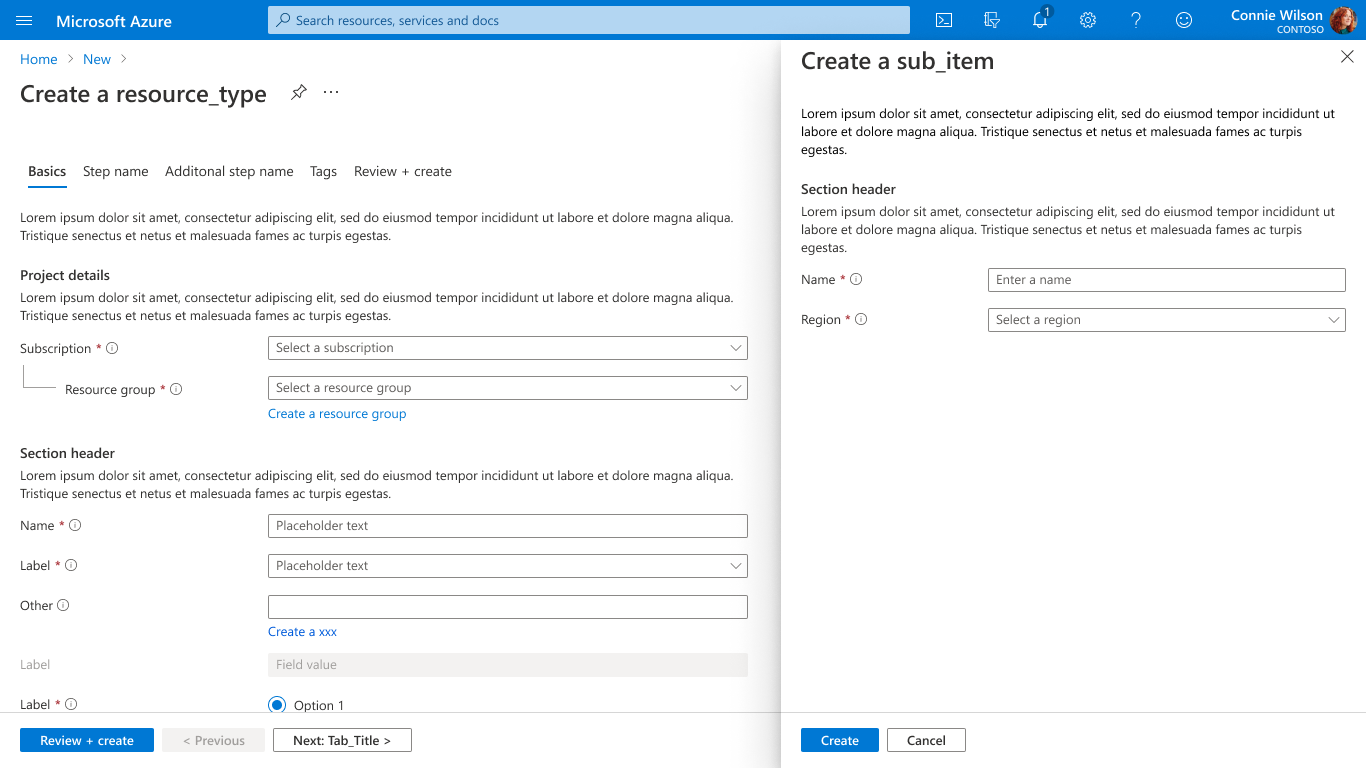 Microsoft Azure
Search resources, services and docs
1
Connie Wilson
CONTOSO
Home > New >
Create a resource_type
Basics Step name Additonal step name Tags Review + create
Lorem ipsum dolor sit amet, consectetur adipiscing elit, sed do eiusmod tempor incididunt ut labore et dolore magna aliqua.
Tristique senectus et netus et malesuada fames ac turpis egestas.
Project details
Lorem ipsum dolor sit amet, consectetur adipiscing elit, sed do eiusmod tempor incididunt ut labore et dolore magna aliqua.
Tristique senectus et netus et malesuada fames ac turpis egestas.
Subscription * Select a subscription
Resource group * Select a resource group
Create a resource group
Section header
Lorem ipsum dolor sit amet, consectetur adipiscing elit, sed do eiusmod tempor incididunt ut labore et dolore magna aliqua.
Tristique senectus et netus et malesuada fames ac turpis egestas.
Name * Placeholder text
Label * Placeholder text
Other
Create a xxx
Label Field value
Label * Option 1
Review + create < Previous Next: Tab_Title >
Create a sub_item
Lorem ipsum dolor sit amet, consectetur adipiscing elit, sed do eiusmod tempor incididunt ut
labore et dolore magna aliqua. Tristique senectus et netus et malesuada fames ac turpis
egestas.
Section header
Lorem ipsum dolor sit amet, consectetur adipiscing elit, sed do eiusmod tempor incididunt ut
labore et dolore magna aliqua. Tristique senectus et netus et malesuada fames ac turpis
egestas.
Name * Enter a name
Region * Select a region
Create Cancel